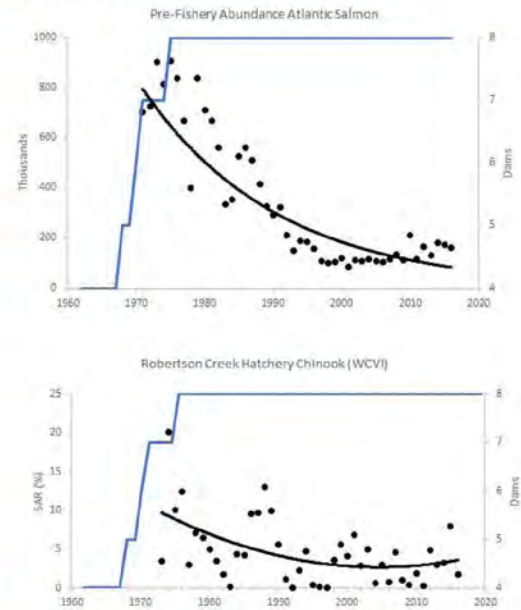 Pre-Fishery Abundance Atlantic Salmon
1000
800
600
400
200
0
Thousands
8
7
6
5
4
Dams
1960 1970 1980 1990 2000 2010 2020
Robertson Creek Hatchery Chinook (WCVI)
25
20
15
10
5
0
SAR (%)
8
7
6
5
4
Dams
1960 1970 1980 1990 2000 2010 2020